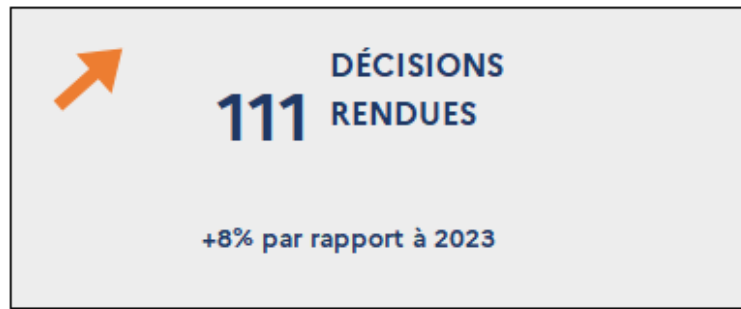 DÉCISIONS
111 RENDUES
+8% par rapport à 2023